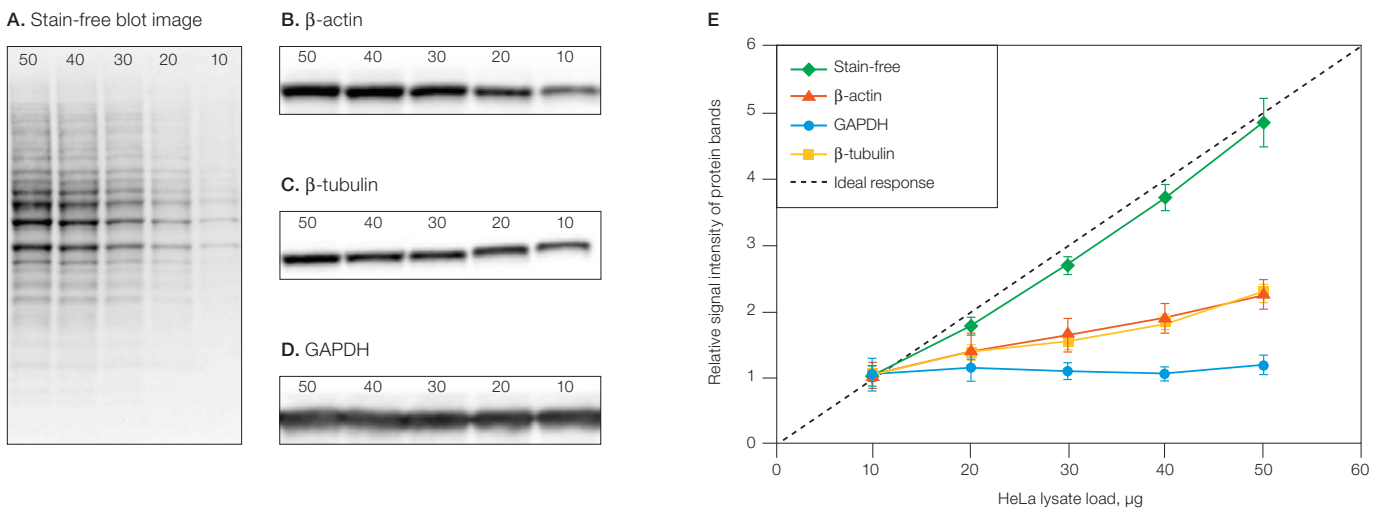 A. Stain-free blot image
50 40 30 20 10
B. β-actin
50 40 30 20 10
C. β-tubulin
50 40 30 20 10
D. GAPDH
50 40 30 20 10
E
Relative signal intensity of protein bands
6
5
4
3
2
1
0
Stain-free
β-actin
GAPDH
β-tubulin
Ideal response
0 10 20 30 40 50 60
HeLa lysate load, µg